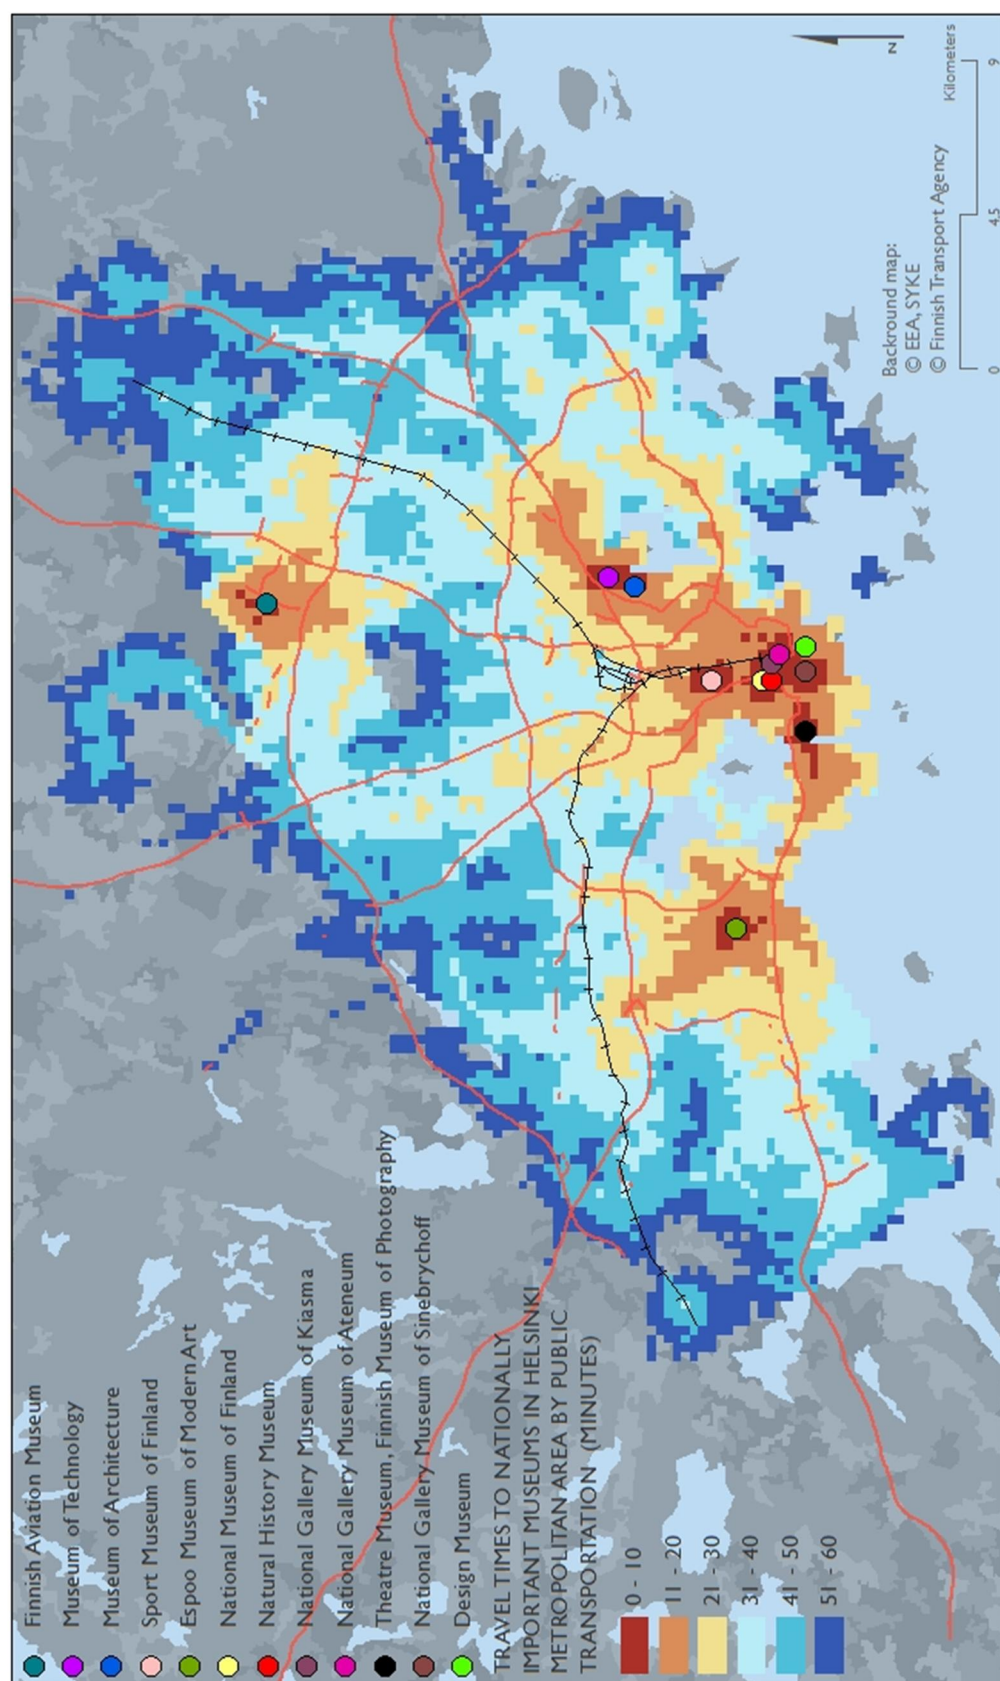 Finnish Aviation Museum
Museum of Technology
Museum of Architecture
Sport Museum of Finland
Espoo Museum of Modern Art
National Museum of Finland
Natural History Museum
National Gallery Museum of Kiasma
National Gallery Museum of Ateneum
Theatre Museum, Finnish Museum of Photography
National Gallery Museum of Sinebrychoff
Design Museum
TRAVEL TIMES TO NATIONALLY
IMPORTANT MUSEUMS IN HELSINKI
METROPOLITAN AREA BY PUBLIC
TRANSPORTATION (MINUTES)
0 - 10
11 - 20
21 - 30
31 - 40
41 - 50
51 - 60
N
Backround map:
© EEA, SYKE
© Finnish Transport Agency
Kilometers
0 4.5 9